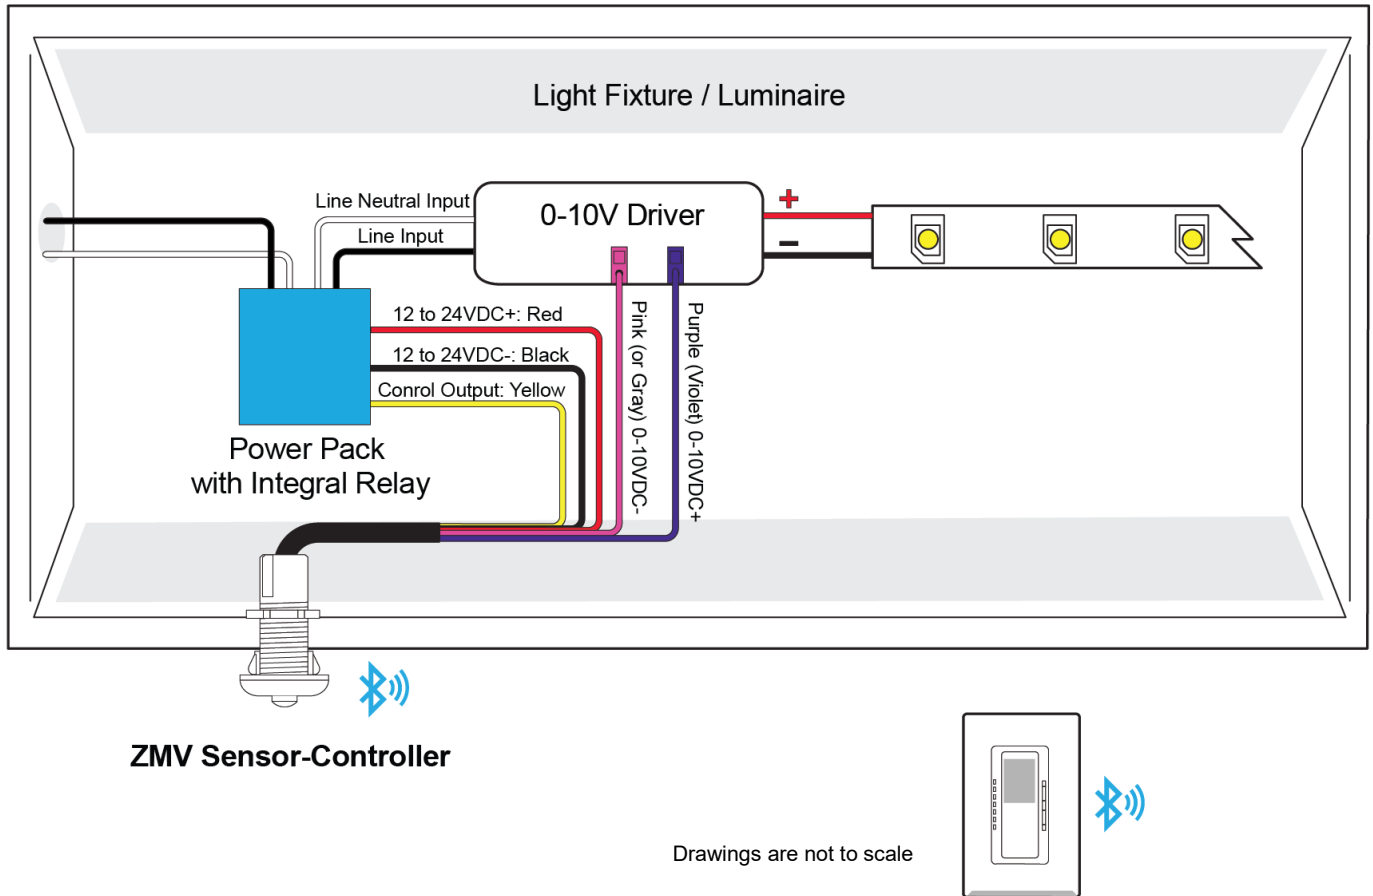 Light Fixture / Luminaire
Line Neutral Input
Line Input
0-10V Driver
+
−
12 to 24VDC+: Red
12 to 24VDC-: Black
Conrol Output: Yellow
Pink (or Gray) 0-10VDC-
Purple (Violet) 0-10VDC+
Power Pack
with Integral Relay
ZMV Sensor-Controller
Drawings are not to scale